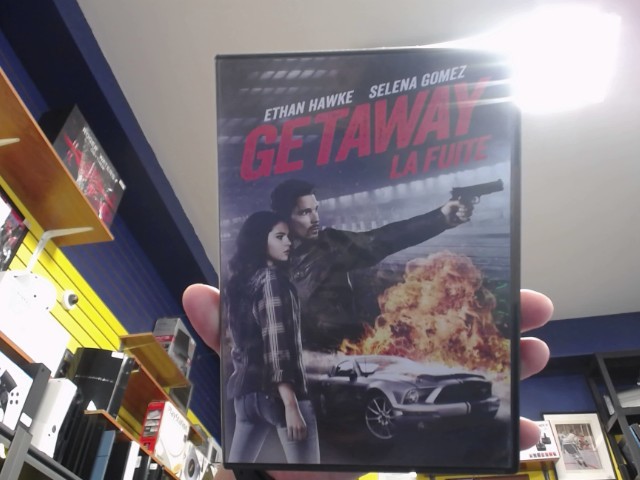 ETHAN HAWKE SELENA GOMEZ
GETAWAY
LA FUITE